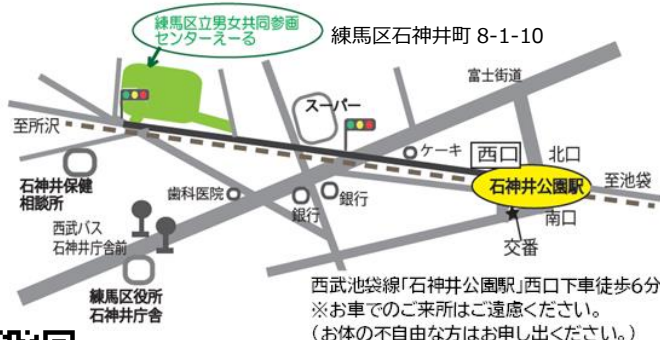 練馬区立男女共同参画
センターえーる
練馬区石神井町 8-1-10
富士街道
スーパー
至所沢
ケーキ
西口
北口
石神井公園駅
至池袋
石神井保健
相談所
歯科医院
銀行
銀行
南口
交番
西武バス
石神井庁舎前
練馬区役所
石神井庁舎
西武池袋線「石神井公園駅」西口下車徒歩6分
※お車でのご来所はご遠慮ください。
(お体の不自由な方はお申し出ください。)